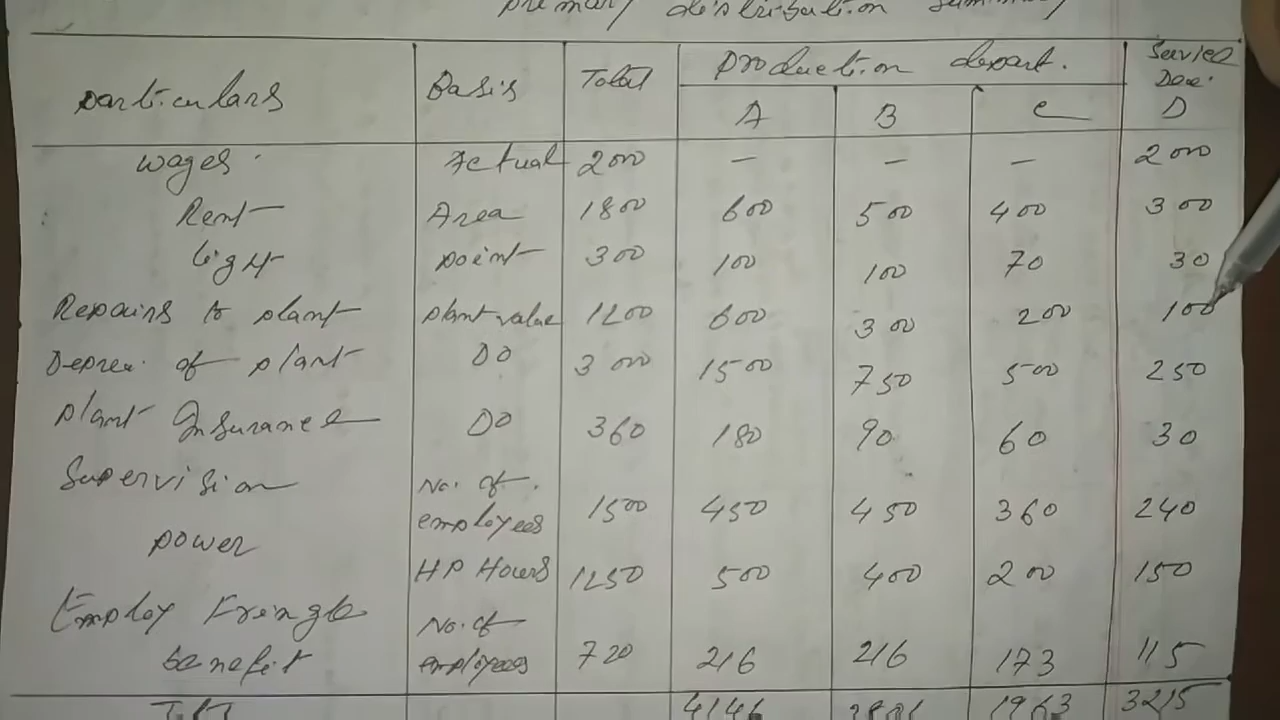 primary distribution summary
particulars Basis Total production depart. Service Dep.
A B C D
wages. Actual 2000 — — — 2000
Rent Area 1800 600 500 400 300
light point 300 100 100 70 30
Repairs to plant plant value 1200 600 300 200 100
Deprec. of plant DO 3000 1500 750 500 250
plant Insurance DO 360 180 90 60 30
Supervision No. of employees 1500 450 450 360 240
power HP Hours 1250 500 400 200 150
Employ Fringe benefit No. of employees 720 216 216 173 115
4146 1963 3215